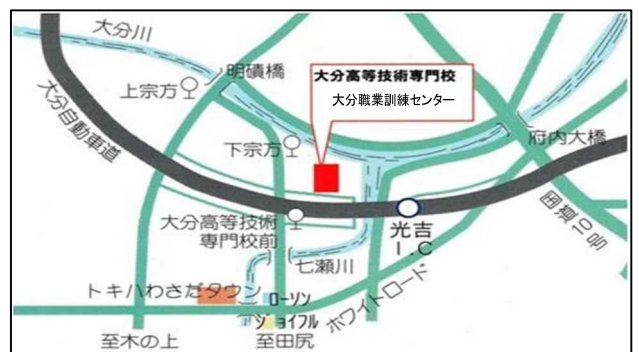 大分川
明磧橋
上宗方
大分自動車道
大分高等技術専門校
大分職業訓練センター
下宗方
府内大橋
国道10号
大分高等技術
専門校前
光吉
I.C
七瀬川
トキハわさだタウン
ローソン
ジョイフル
ホワイトロード
至木の上
至田尻